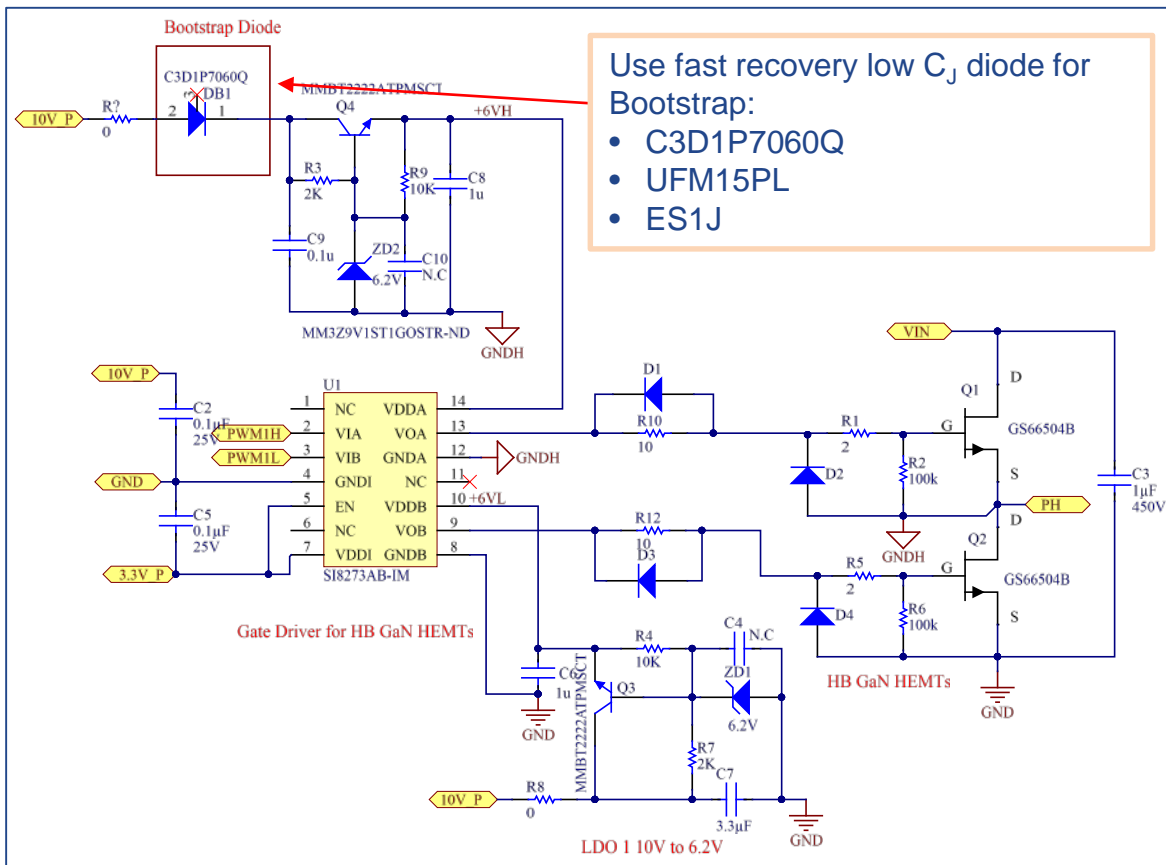 Bootstrap Diode
C3D1P7060Q
3
DB1
2
1
10V_P
R?
0
Use fast recovery low CJ diode for
Bootstrap:
• C3D1P7060Q
• UFM15PL
• ES1J
MMBT2222ATPMSCT
Q4
+6VH
R3
2K
R9
10K
C8
1u
C9
0.1u
ZD2
6.2V
C10
N.C
MM3Z9V1ST1GOSTR-ND
GNDH
10V_P
C2
0.1µF
25V
PWM1H
PWM1L
GND
C5
0.1µF
25V
3.3V_P
U1
1 NC VDDA 14
2 VIA VOA 13
3 VIB GNDA 12
4 GNDI NC 11
5 EN VDDB 10
6 NC VOB 9
7 VDDI GNDB 8
SI8273AB-IM
GNDH
+6VL
Gate Driver for HB GaN HEMTs
D1
R10
10
R12
10
D3
D2
R1
2
R2
100k
GNDH
D4
R5
2
R6
100k
VIN
Q1
D
G
S
GS66504B
PH
Q2
D
G
S
GS66504B
C3
1µF
450V
HB GaN HEMTs
GND
C6
1u
GND
MMBT2222ATPMSCT
Q3
R4
10K
C4
N.C
ZD1
6.2V
R7
2K
C7
3.3µF
GND
10V_P
R8
0
LDO 1 10V to 6.2V